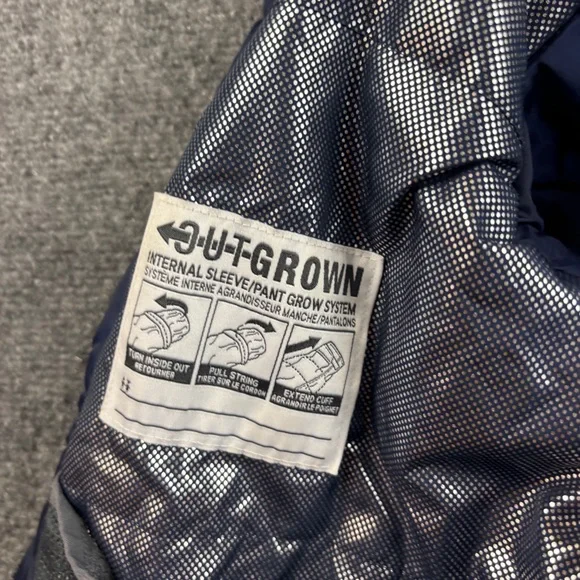 OUTGROWN
INTERNAL SLEEVE/PANT GROW SYSTEM
SYSTÈME INTERNE AGRANDISSEUR MANCHE/PANTALONS
TURN INSIDE OUT
RETOURNER
PULL STRING
TIRER SUR LE CORDON
EXTEND CUFF
AGRANDIR LE POIGNET